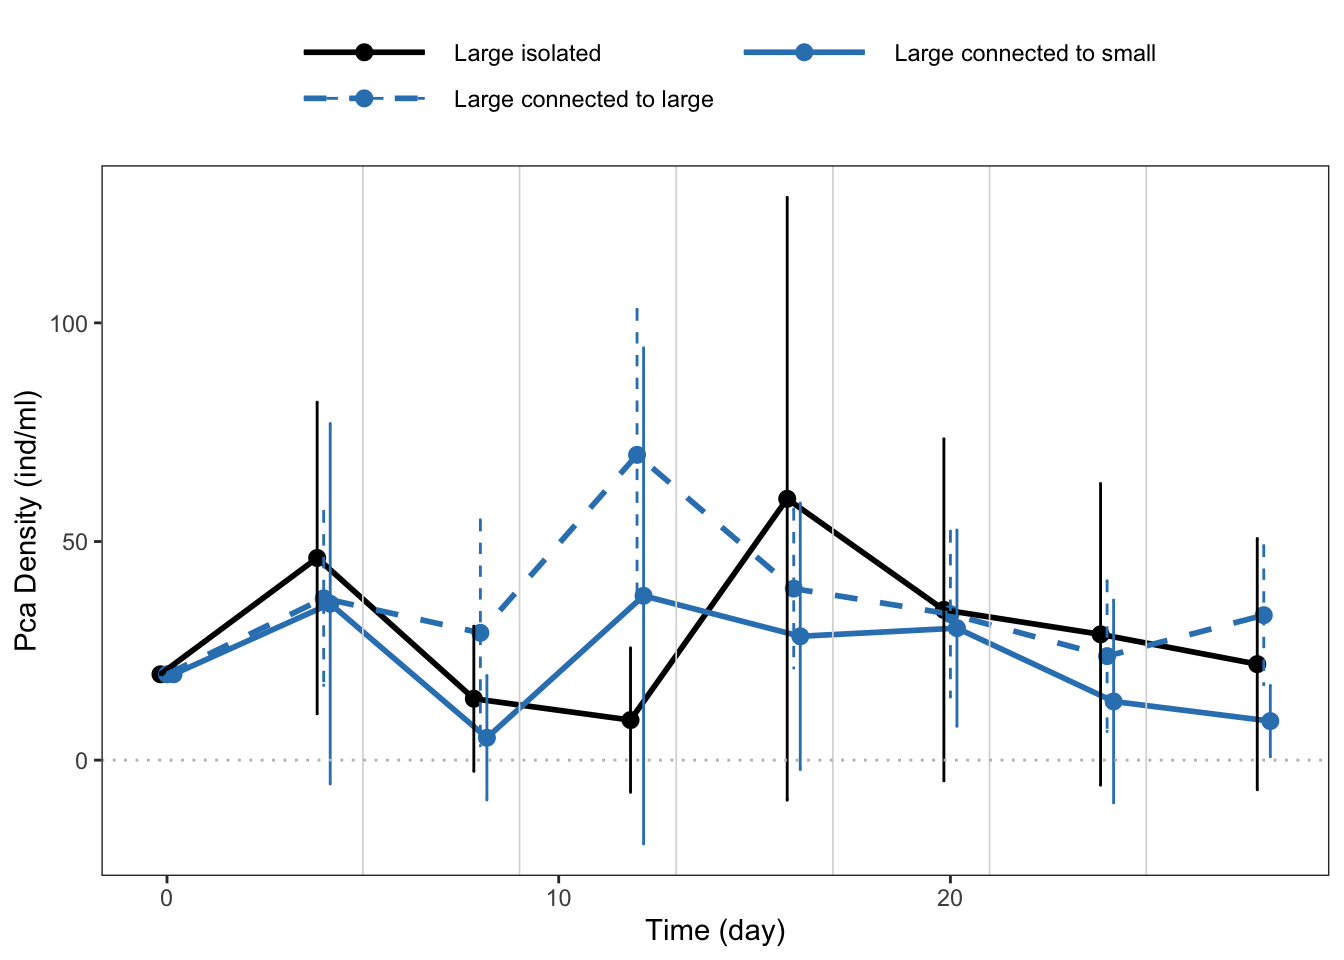 Large isolated
Large connected to small
Large connected to large
100
50
0
Pca Density (ind/ml)
0
10
20
Time (day)